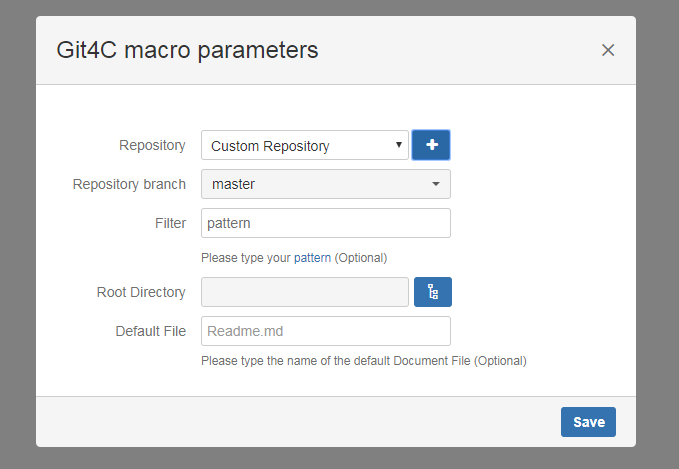 Git4C macro parameters
Repository Custom Repository
Repository branch master
Filter pattern
Please type your pattern (Optional)
Root Directory
Default File Readme.md
Please type the name of the default Document File (Optional)
Save